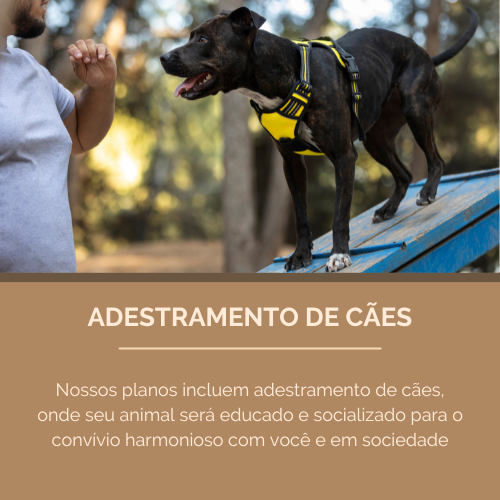 ADESTRAMENTO DE CÃES
Nossos planos incluem adestramento de cães,
onde seu animal será educado e socializado para o
convívio harmonioso com você e em sociedade